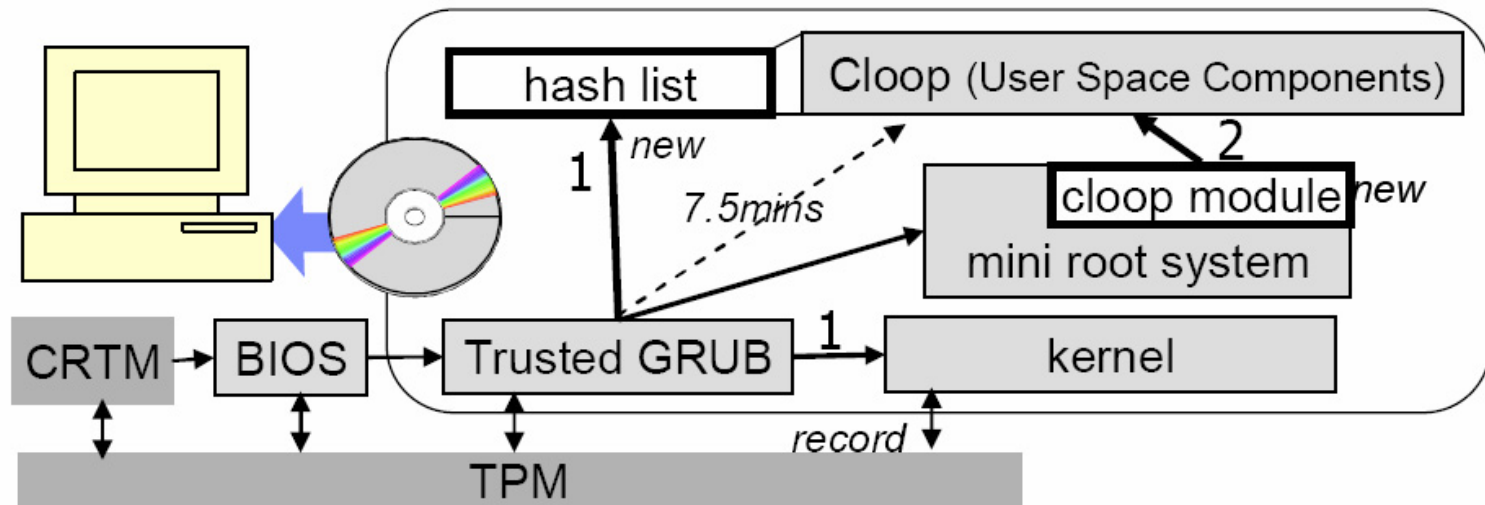 hash list
Cloop (User Space Components)
new
1
2
cloop module
new
7.5mins
mini root system
CRTM
BIOS
Trusted GRUB
1
kernel
record
TPM